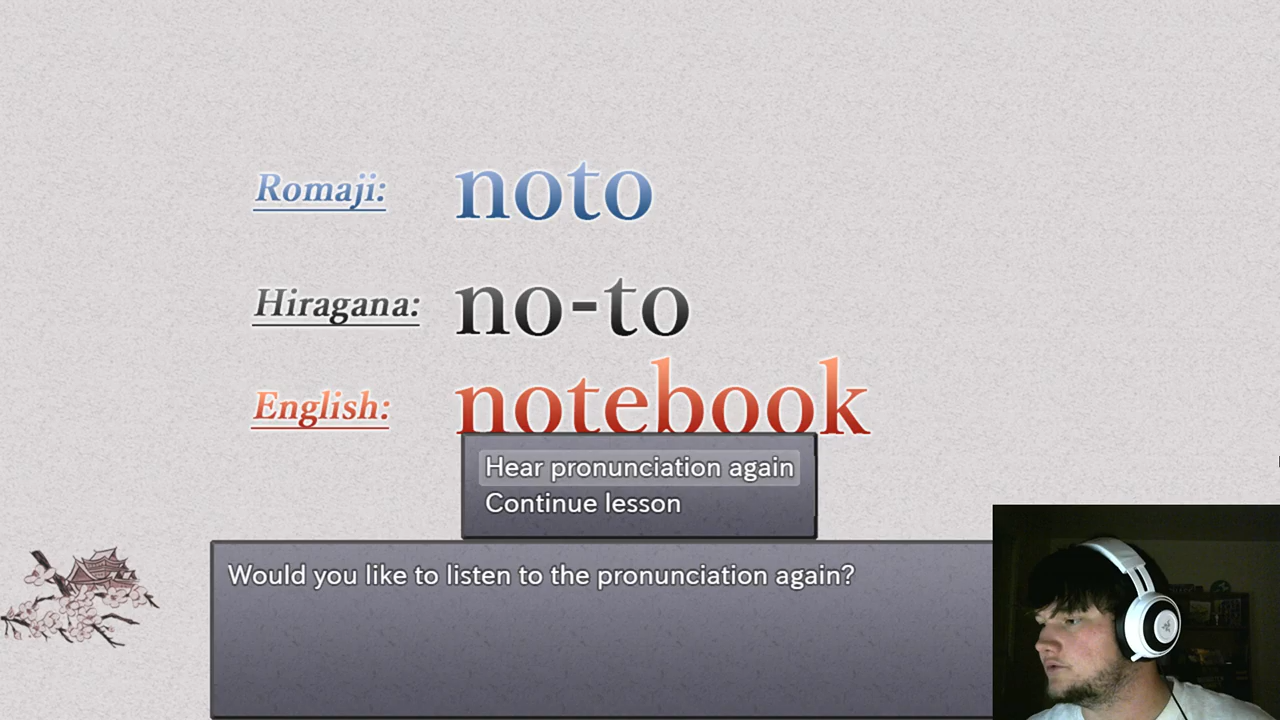 Romaji: noto
Hiragana: no-to
English: notebook
Hear pronunciation again
Continue lesson
Would you like to listen to the pronunciation again?